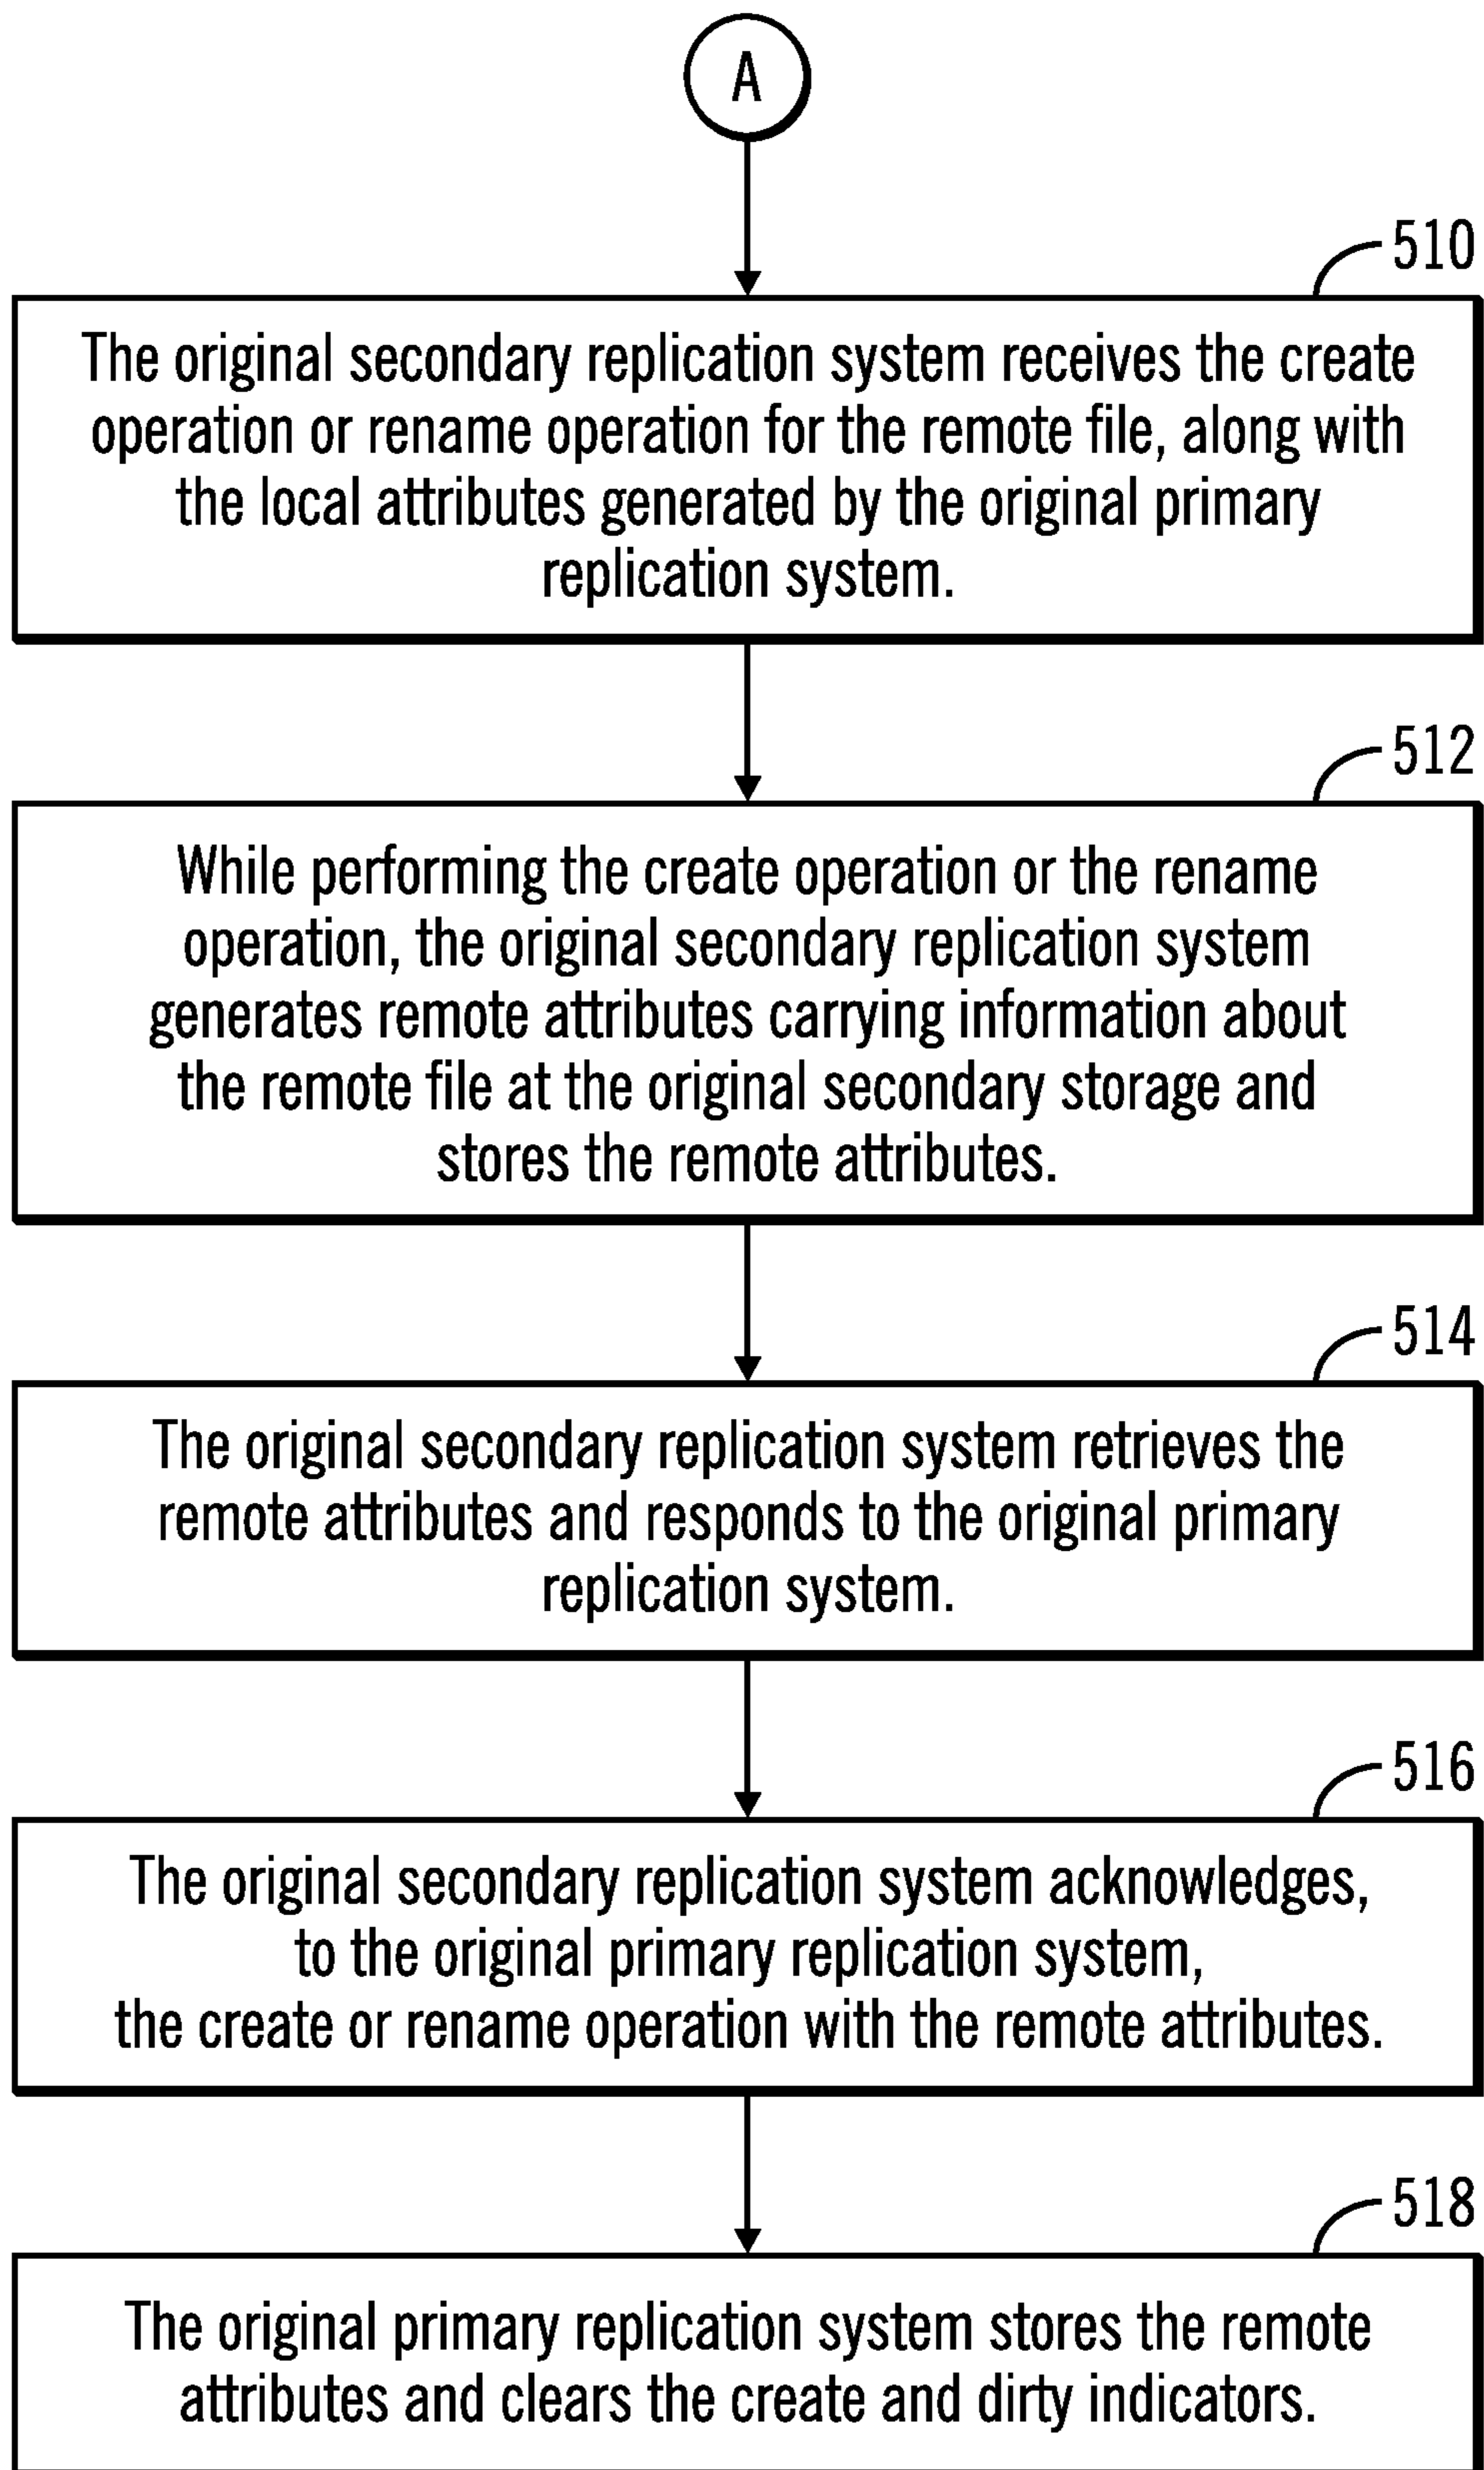 A
510
The original secondary replication system receives the create
operation or rename operation for the remote file, along with
the local attributes generated by the original primary
replication system.
512
While performing the create operation or the rename
operation, the original secondary replication system
generates remote attributes carrying information about
the remote file at the original secondary storage and
stores the remote attributes.
514
The original secondary replication system retrieves the
remote attributes and responds to the original primary
replication system.
516
The original secondary replication system acknowledges,
to the original primary replication system,
the create or rename operation with the remote attributes.
518
The original primary replication system stores the remote
attributes and clears the create and dirty indicators.